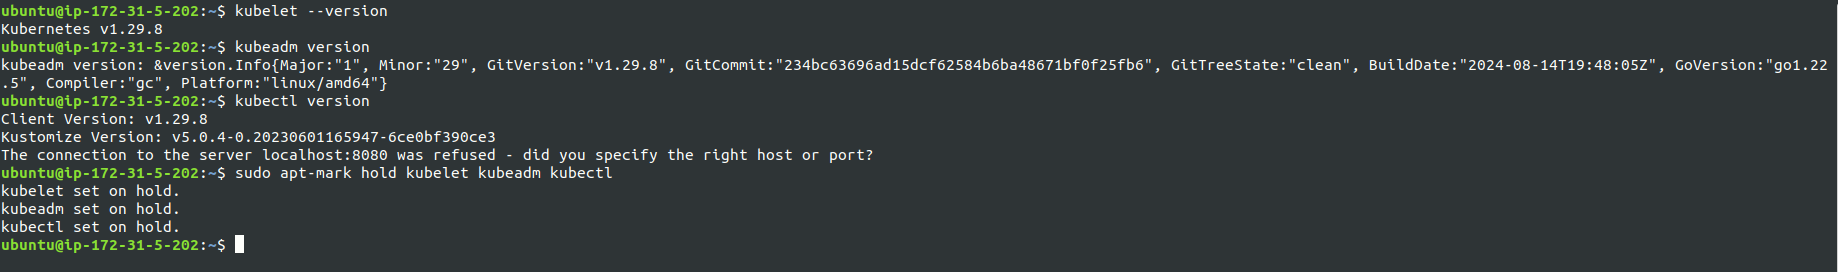 ubuntu@ip-172-31-5-202:~$ kubelet --version
Kubernetes v1.29.8
ubuntu@ip-172-31-5-202:~$ kubeadm version
kubeadm version: &version.Info{Major:"1", Minor:"29", GitVersion:"v1.29.8", GitCommit:"234bc63696ad15dcf62584b6ba48671bf0f25fb6", GitTreeState:"clean", BuildDate:"2024-08-14T19:48:05Z", GoVersion:"go1.22
.5", Compiler:"gc", Platform:"linux/amd64"}
ubuntu@ip-172-31-5-202:~$ kubectl version
Client Version: v1.29.8
Kustomize Version: v5.0.4-0.20230601165947-6ce0bf390ce3
The connection to the server localhost:8080 was refused - did you specify the right host or port?
ubuntu@ip-172-31-5-202:~$ sudo apt-mark hold kubelet kubeadm kubectl
kubelet set on hold.
kubeadm set on hold.
kubectl set on hold.
ubuntu@ip-172-31-5-202:~$